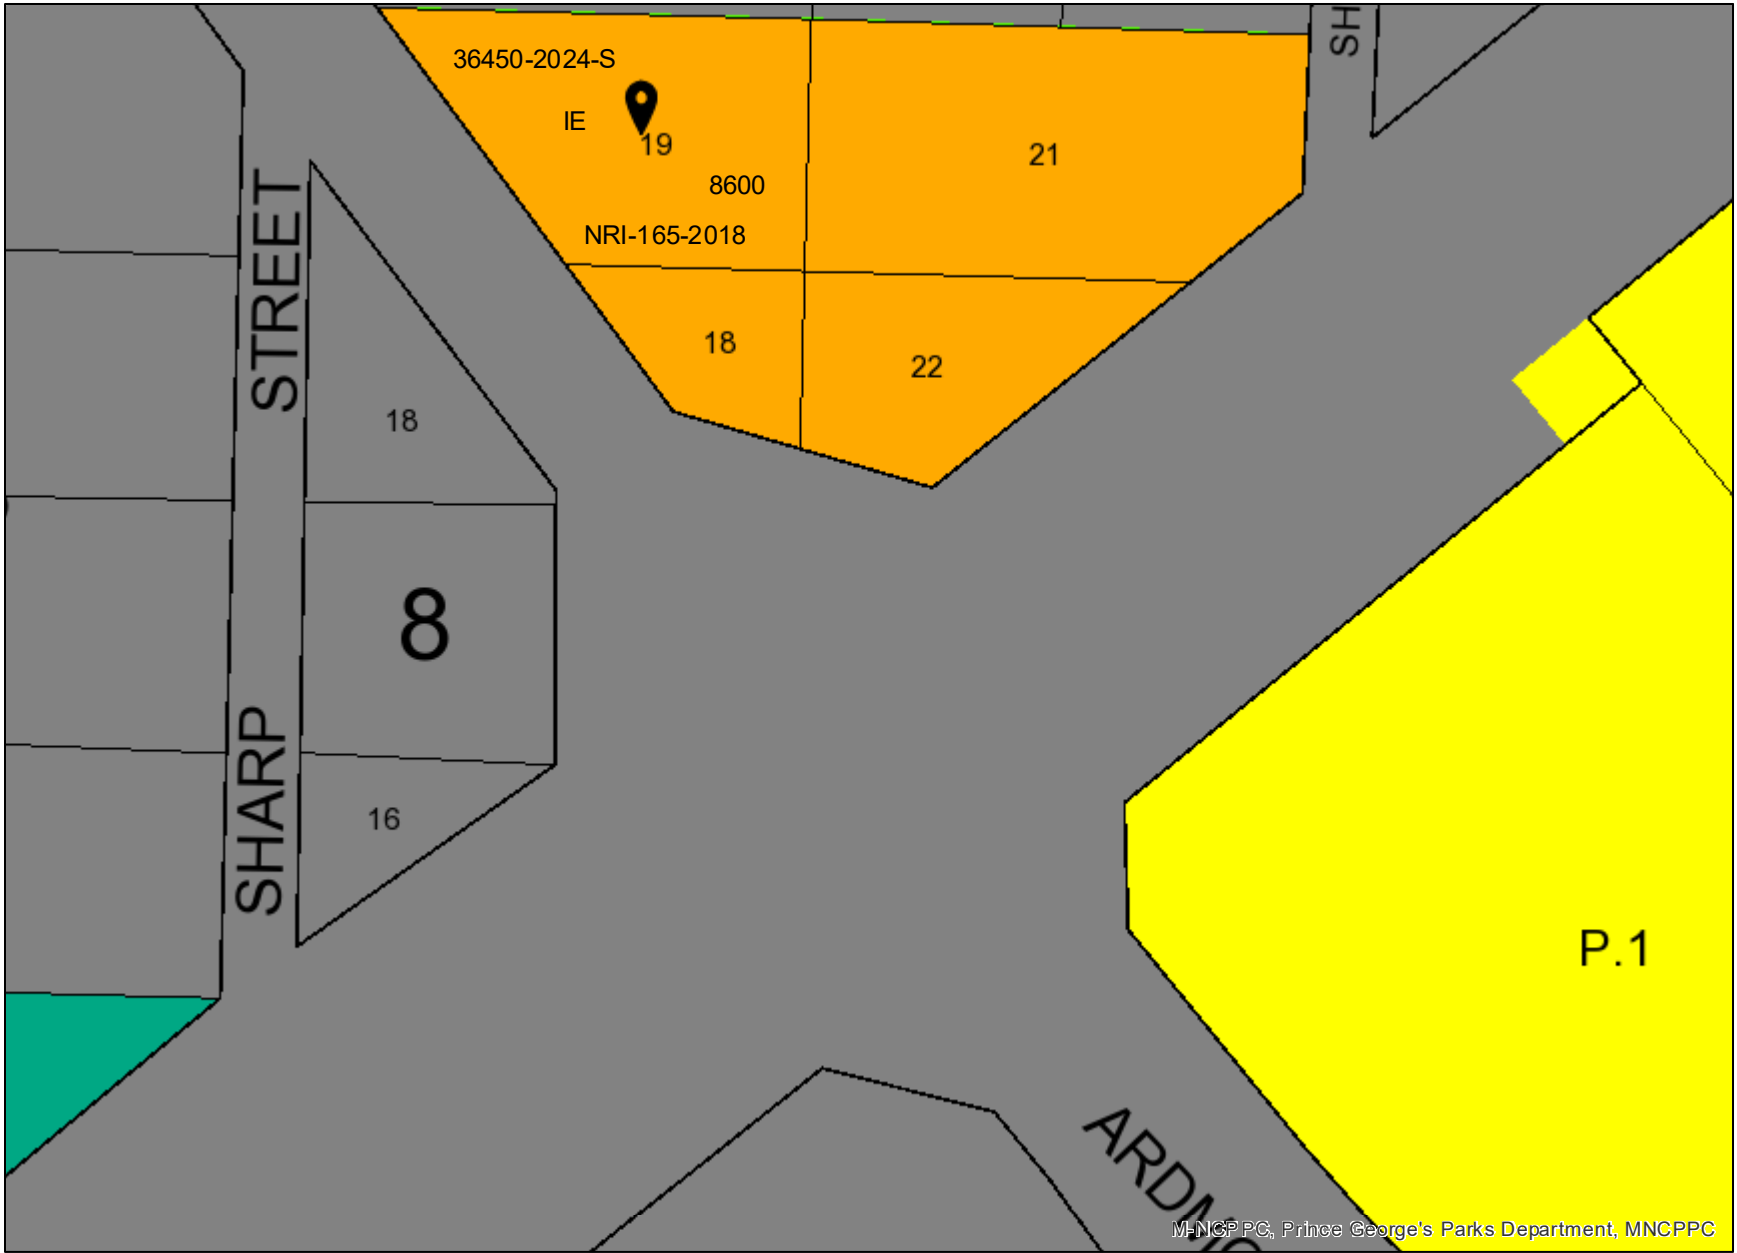 36450-2024-S
SH
IE
19
21
8600
NRI-165-2018
STREET
18
22
18
8
SHARP
16
P.1
ARDMO
M-NCPPC, Prince George's Parks Department, MNCPPC